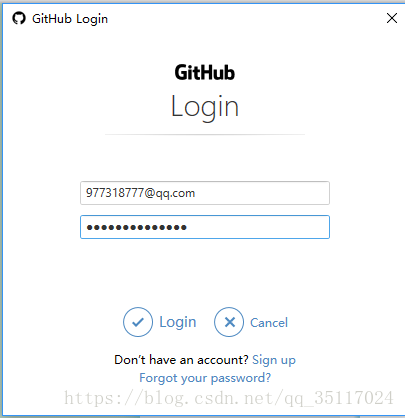 GitHub Login
GitHub
Login
977318777@qq.com
●●●●●●●●●●●●●●
Login Cancel
Don't have an account? Sign up
Forgot your password?
https://blog.csdn.net/qq_35117024